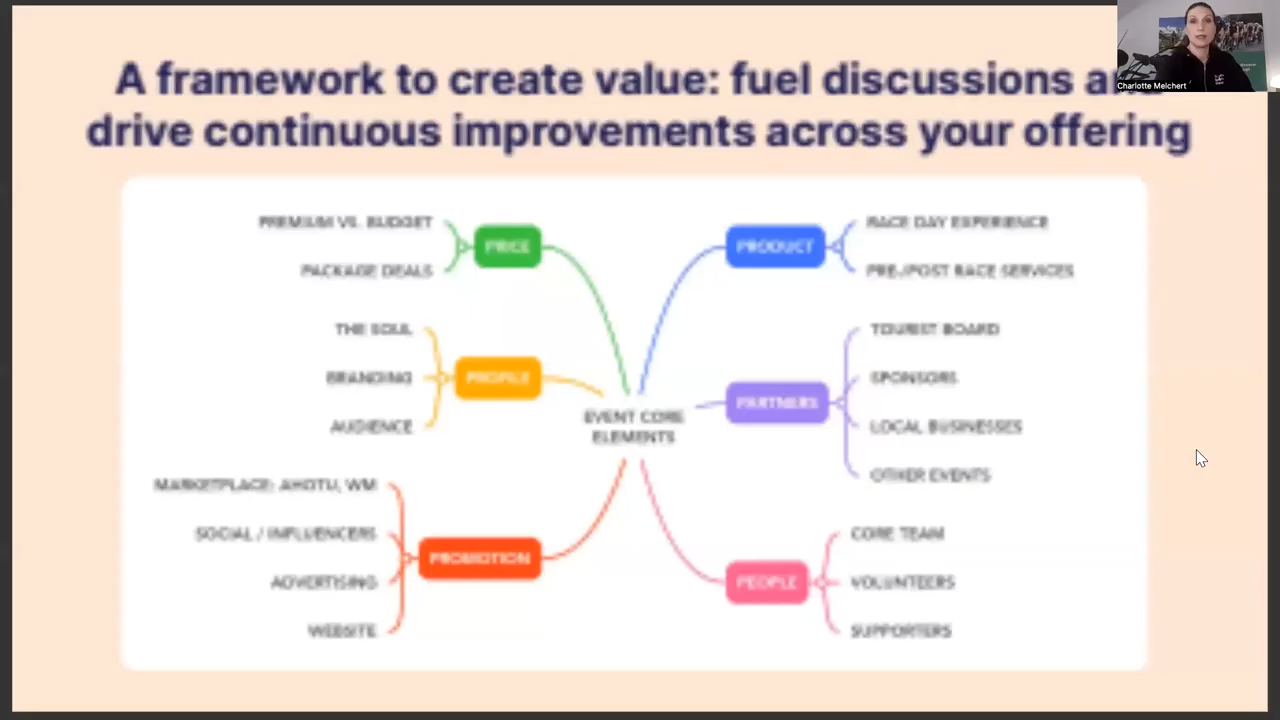 A framework to create value: fuel discussions and
drive continuous improvements across your offering
Charlotte Melchert
PREMIUM VS. BUDGET
PACKAGE DEALS
PRICE
THE SOUL
BRANDING
AUDIENCE
PROFILE
MARKETPLACE: AHOTU, WM
SOCIAL / INFLUENCERS
ADVERTISING
WEBSITE
PROMOTION
EVENT CORE
ELEMENTS
PRODUCT
RACE DAY EXPERIENCE
PRE/POST RACE SERVICES
PARTNERS
TOURIST BOARD
SPONSORS
LOCAL BUSINESSES
OTHER EVENTS
PEOPLE
CORE TEAM
VOLUNTEERS
SUPPORTERS